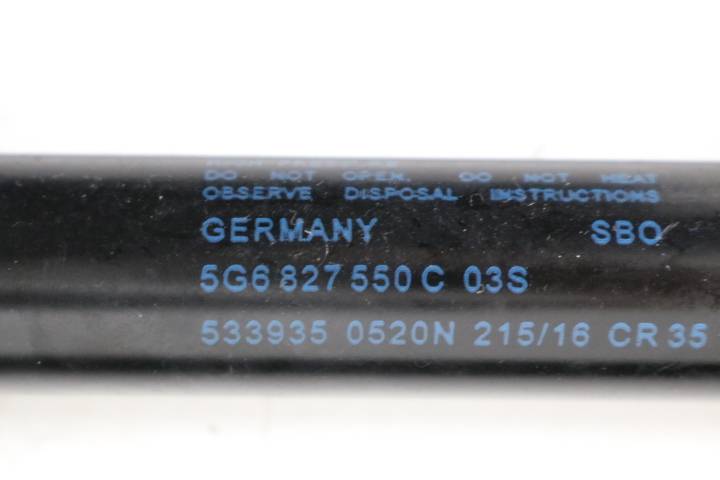 DO NOT OPEN. DO NOT HEAT
OBSERVE DISPOSAL INSTRUCTIONS
GERMANY SBO
5G6 827 550 C 03S
533935 0520N 215/16 CR 35